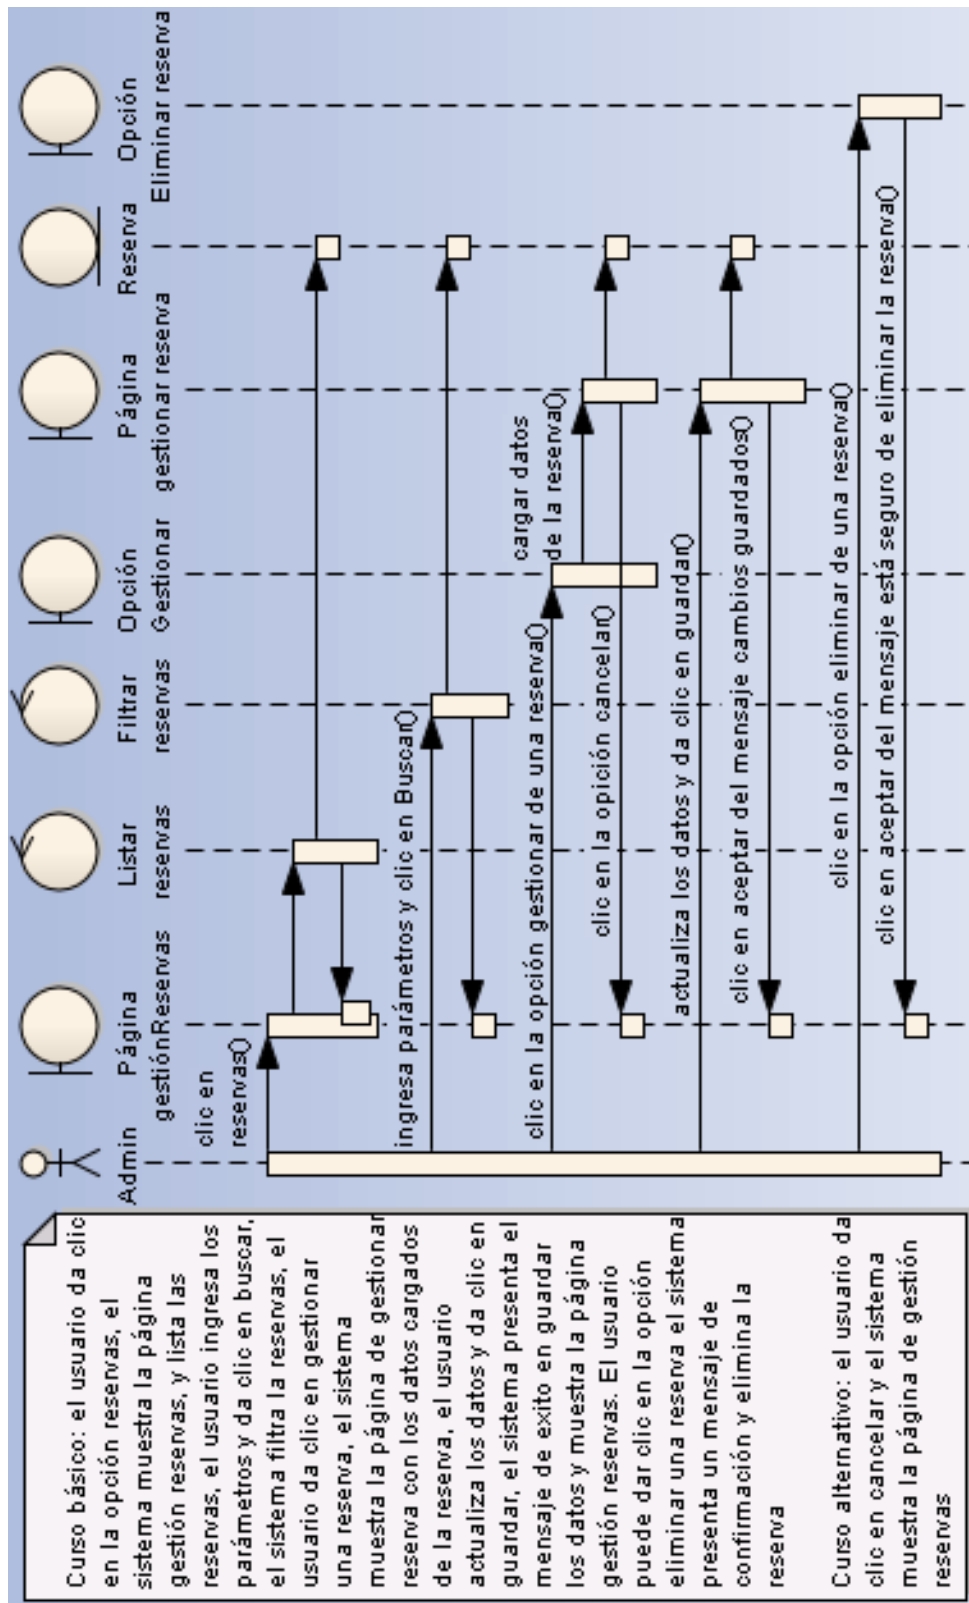 Curso básico: el usuario da clic
en la opción reservas, el
sistema muestra la página
gestión reservas, y lista las
reservas, el usuario ingresa los
parámetros y da clic en buscar,
el sistema filtra la reservas, el
usuario da clic en gestionar
una reserva, el sistema
muestra la página de gestionar
reserva con los datos cargados
de la reserva, el usuario
actualiza los datos y da clic en
guardar, el sistema presenta el
mensaje de exito en guardar
los datos y muestra la página
gestión reservas. El usuario
puede dar clic en la opción
eliminar una reserva el sistema
presenta un mensaje de
confirmación y elimina la
reserva
Curso alternativo: el usuario da
clic en cancelar y el sistema
muestra la página de gestión
reservas
Admin
Página
gestiónReservas
Listar
reservas
Filtrar
reservas
Opción
Gestionar
Página
gestionar reserva
Reserva
Opción
Eliminar reserva
clic en
reservas()
ingresa parámetros y clic en Buscar()
clic en la opción gestionar de una reserva()
cargar datos
de la reserva()
clic en la opición cancelar()
actualiza los datos y da clic en guardar()
clic en aceptar del mensaje cambios guardados()
clic en la opción eliminar de una reserva()
clic en aceptar del mensaje está seguro de eliminar la reserva()